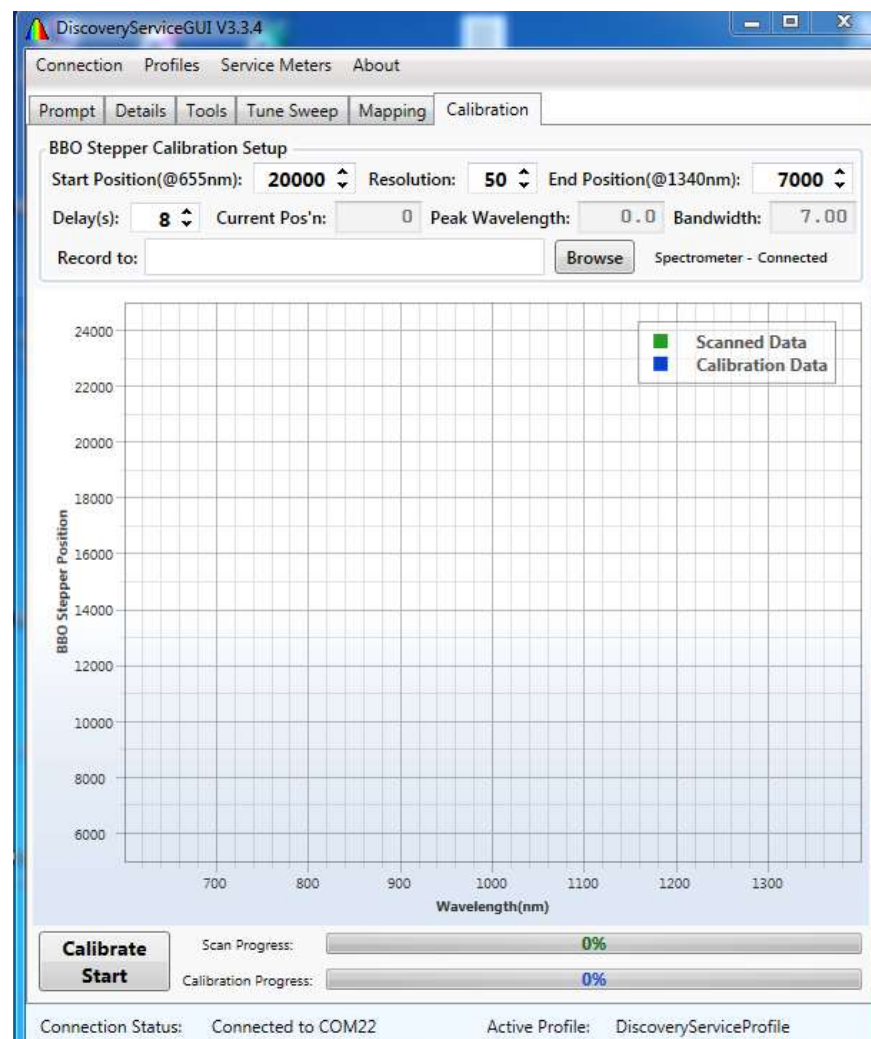 DiscoveryServiceGUI V3.3.4
Connection Profiles Service Meters About
Prompt Details Tools Tune Sweep Mapping Calibration
BBO Stepper Calibration Setup
Start Position(@655nm): 20000 Resolution: 50 End Position(@1340nm): 7000
Delay(s): 8 Current Pos'n: 0 Peak Wavelength: 0.0 Bandwidth: 7.00
Record to: Browse Spectrometer - Connected
Scanned Data
Calibration Data
24000
22000
20000
18000
16000
14000
12000
10000
8000
6000
BBO Stepper Position
700 800 900 1000 1100 1200 1300
Wavelength(nm)
Calibrate
Start
Scan Progress: 0%
Calibration Progress: 0%
Connection Status: Connected to COM22 Active Profile: DiscoveryServiceProfile